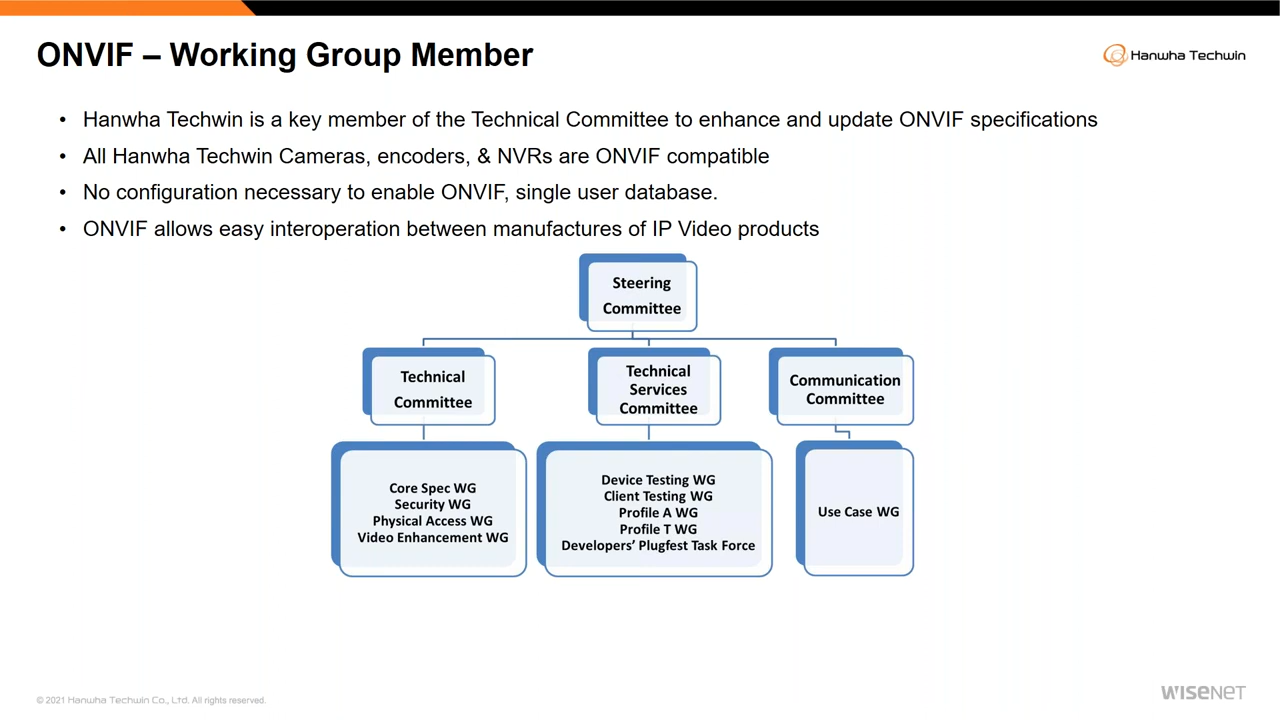 ONVIF – Working Group Member
Hanwha Techwin
• Hanwha Techwin is a key member of the Technical Committee to enhance and update ONVIF specifications
• All Hanwha Techwin Cameras, encoders, & NVRs are ONVIF compatible
• No configuration necessary to enable ONVIF, single user database.
• ONVIF allows easy interoperation between manufactures of IP Video products
Steering
Committee
Technical
Committee
Technical
Services
Committee
Communication
Committee
Core Spec WG
Security WG
Physical Access WG
Video Enhancement WG
Device Testing WG
Client Testing WG
Profile A WG
Profile T WG
Developers’ Plugfest Task Force
Use Case WG
© 2021 Hanwha Techwin Co., Ltd. All rights reserved.
WISENET